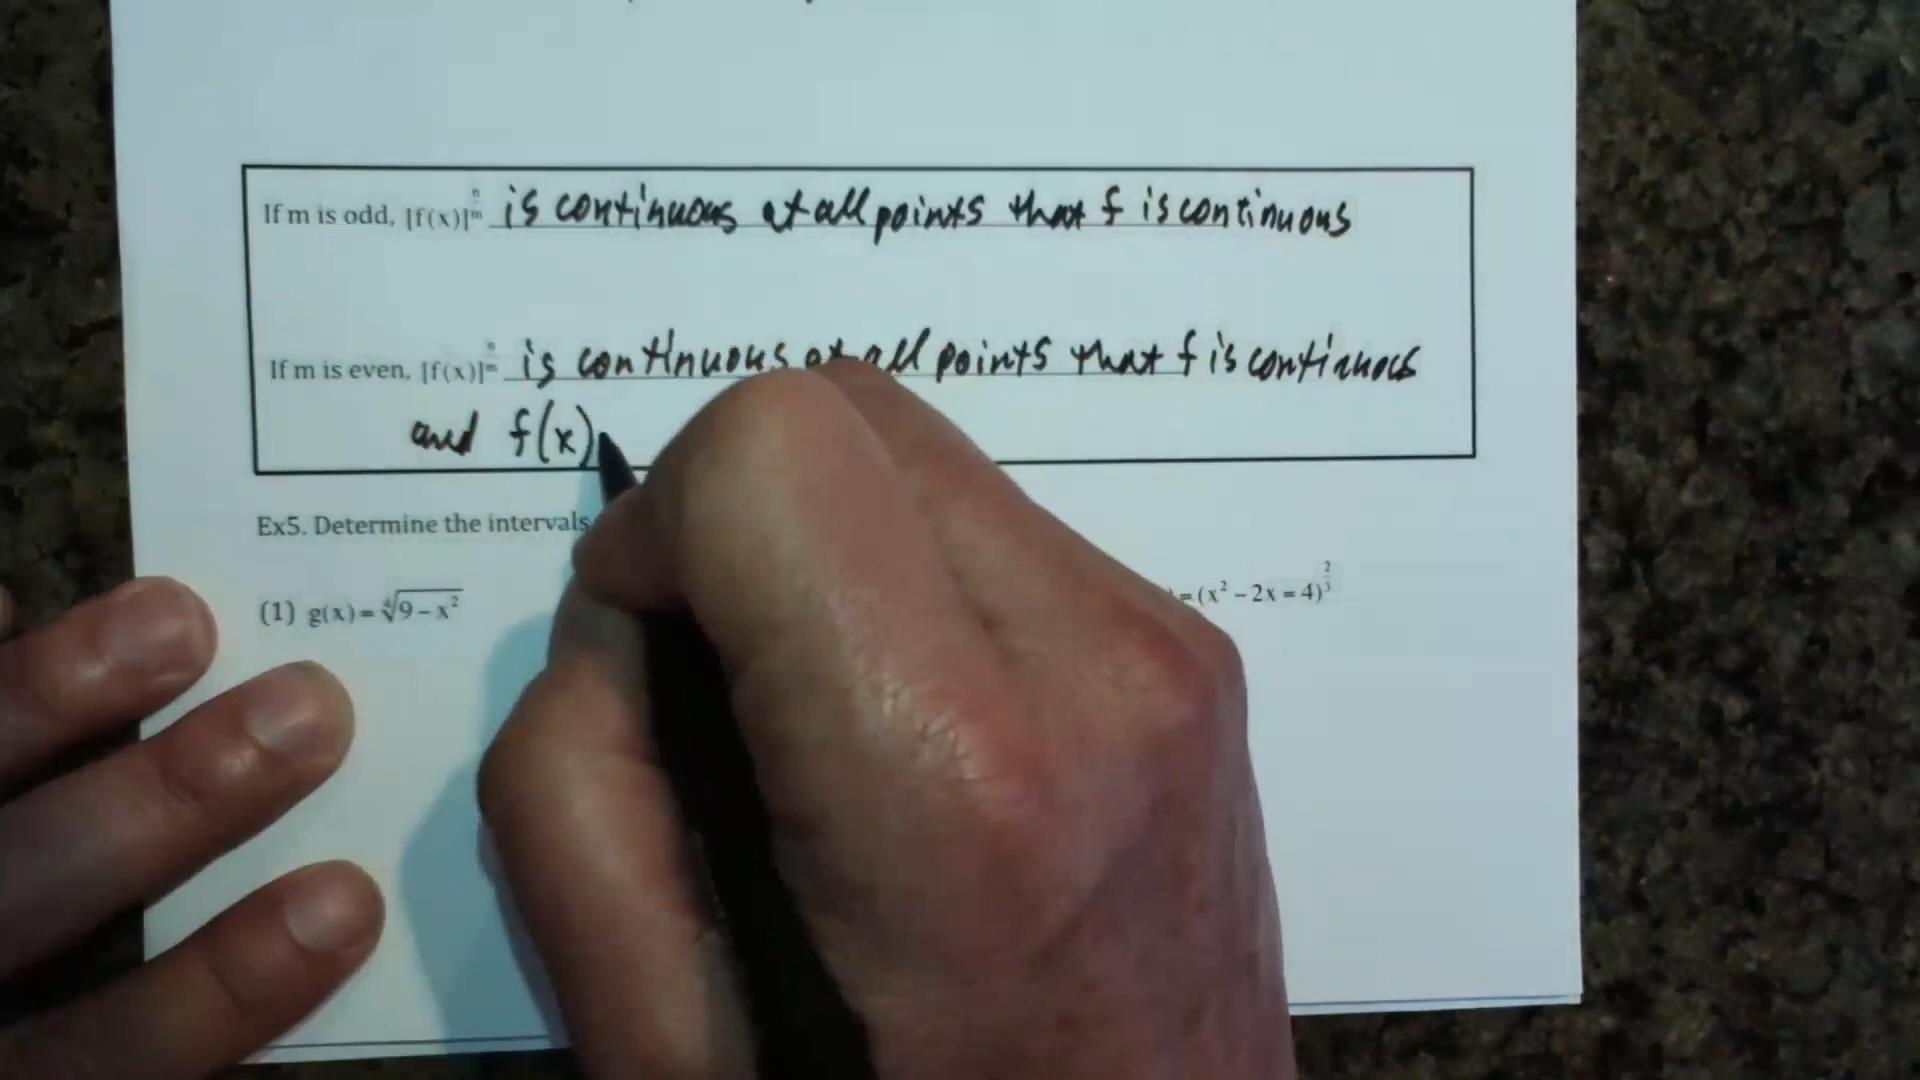 If m is odd, [f(x)]^(n/m) is continuous at all points that f is continuous
If m is even, [f(x)]^(n/m) is continuous at all points that f is continuous
and f(x)
Ex5. Determine the intervals
(1) g(x) = ∜(9 − x²) = (x² − 2x = 4)^(2/3)